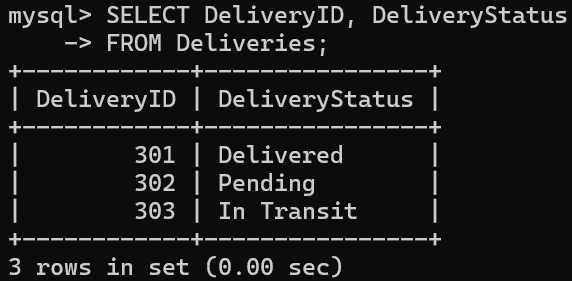 mysql> SELECT DeliveryID, DeliveryStatus
    -> FROM Deliveries;
+------------+----------------+
| DeliveryID | DeliveryStatus |
+------------+----------------+
|        301 | Delivered      |
|        302 | Pending        |
|        303 | In Transit     |
+------------+----------------+
3 rows in set (0.00 sec)